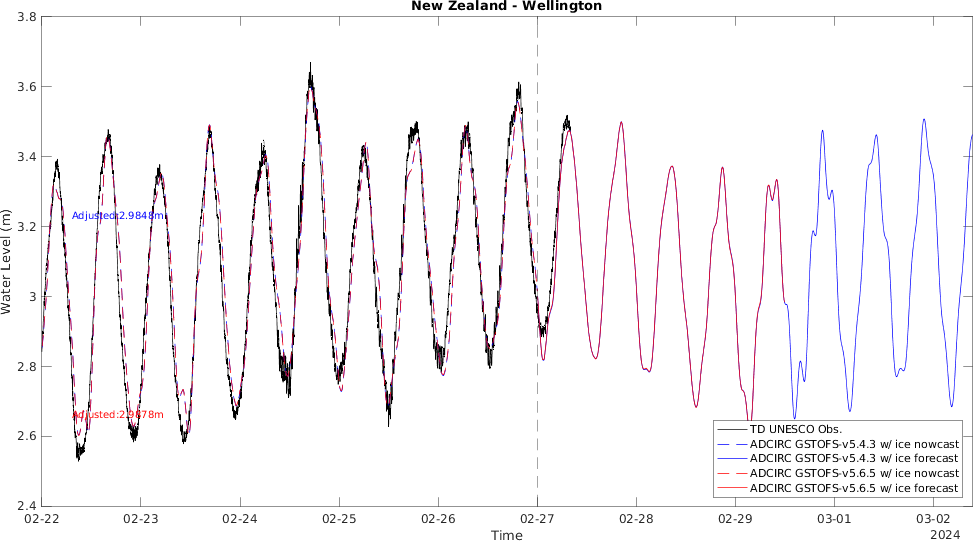 New Zealand - Wellington
3.8
3.6
3.4
3.2
3
2.8
2.6
2.4
Water Level (m)
Adjusted:2.9848m
Adjusted:2.9878m
TD UNESCO Obs.
ADCIRC GSTOFS-v5.4.3 w/ ice nowcast
ADCIRC GSTOFS-v5.4.3 w/ ice forecast
ADCIRC GSTOFS-v5.6.5 w/ ice nowcast
ADCIRC GSTOFS-v5.6.5 w/ ice forecast
02-22 02-23 02-24 02-25 02-26 02-27 02-28 02-29 03-01 03-02
Time
2024